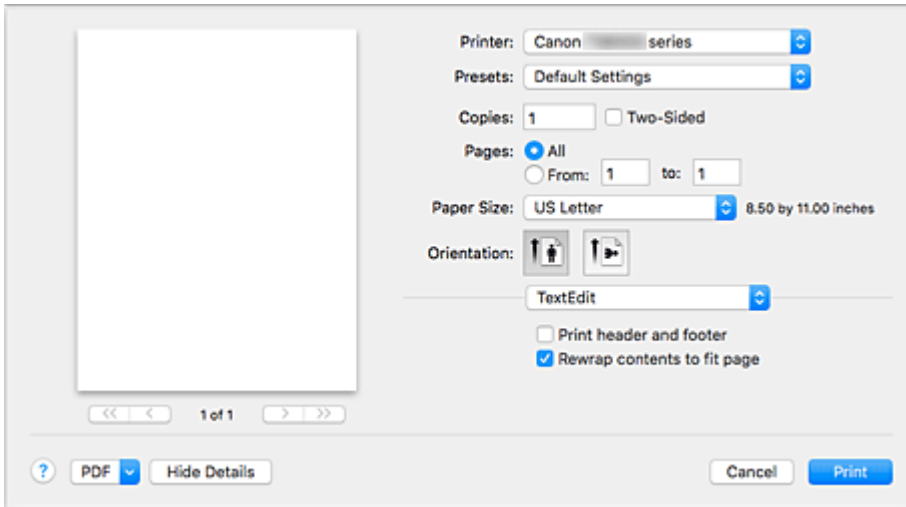 Printer: Canon series
Presets: Default Settings
Copies: 1 Two-Sided
Pages: All
From: 1 to: 1
Paper Size: US Letter 8.50 by 11.00 inches
Orientation:
TextEdit
Print header and footer
Rewrap contents to fit page
<< < 1 of 1 > >>
? PDF Hide Details Cancel Print